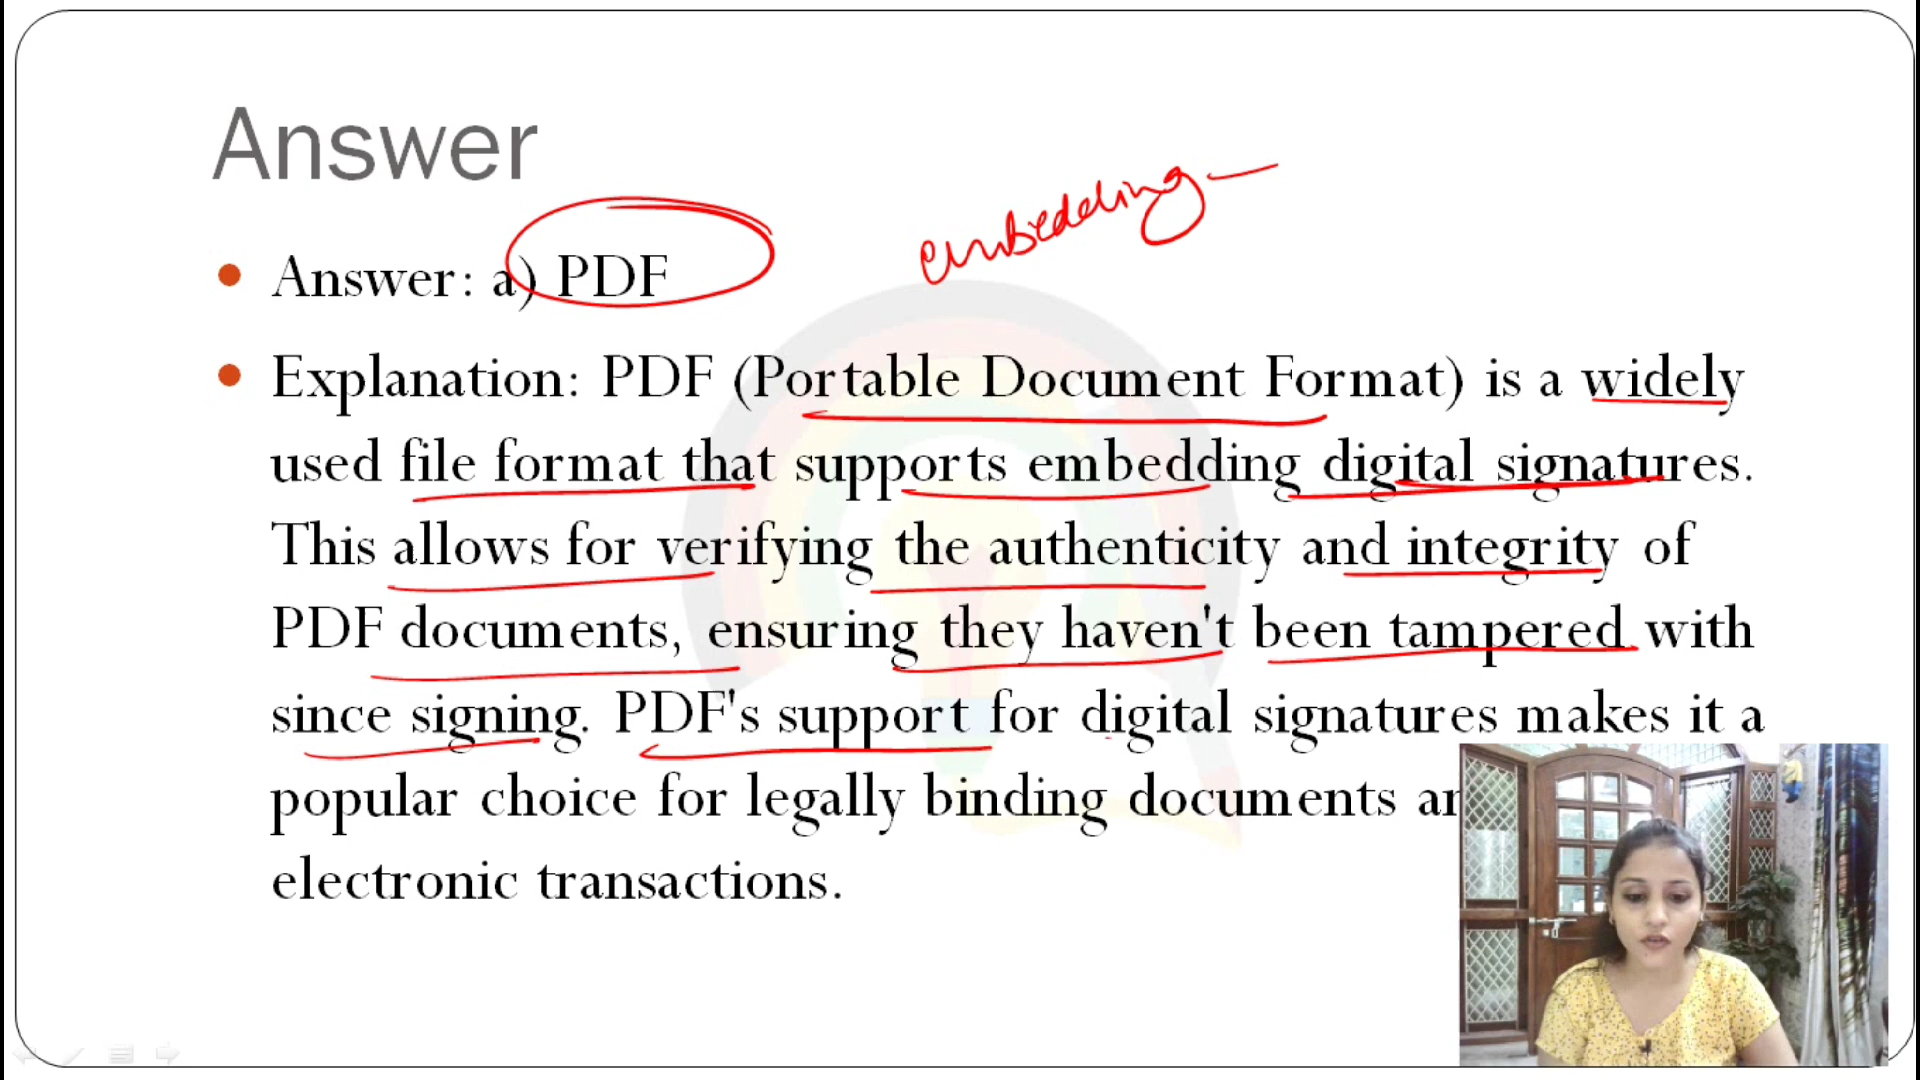 Answer
embedding
Answer: a) PDF
Explanation: PDF (Portable Document Format) is a widely
used file format that supports embedding digital signatures.
This allows for verifying the authenticity and integrity of
PDF documents, ensuring they haven't been tampered with
since signing. PDF's support for digital signatures makes it a
popular choice for legally binding documents
electronic transactions.